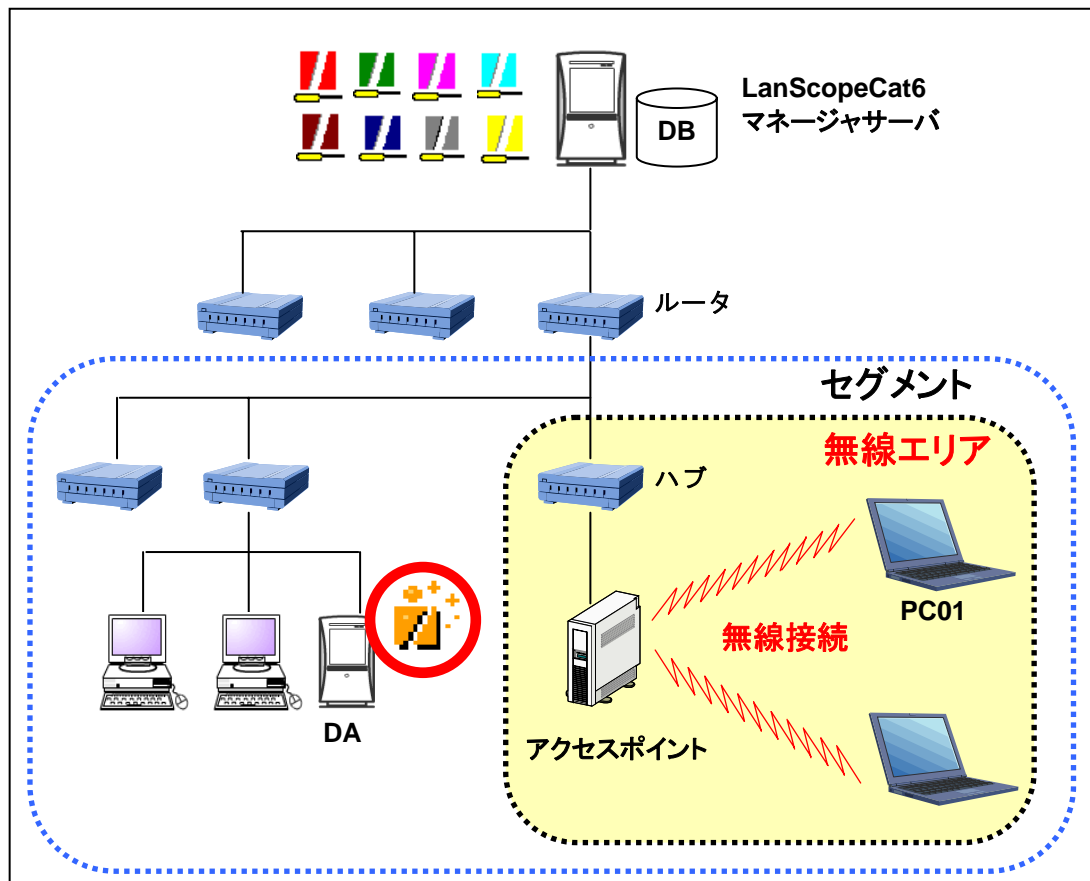 LanScopeCat6
マネージャサーバ
DB
ルータ
セグメント
無線エリア
ハブ
PC01
無線接続
DA
アクセスポイント